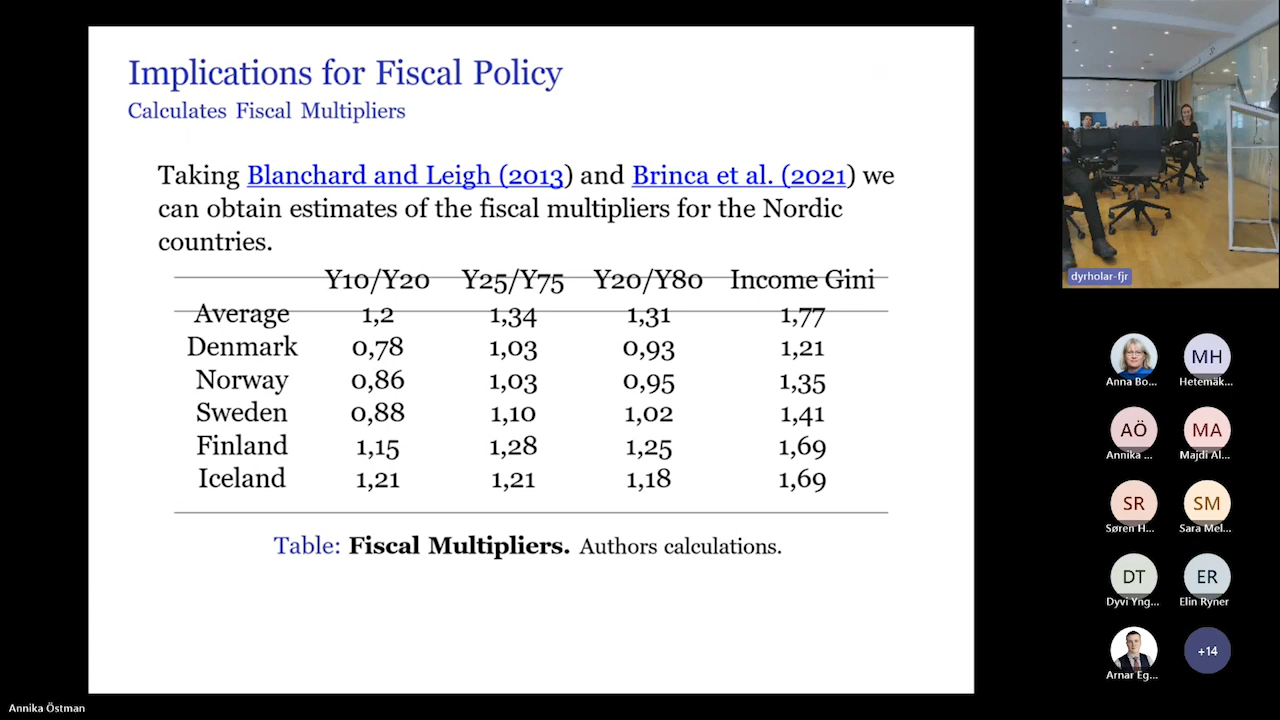 Implications for Fiscal Policy
Calculates Fiscal Multipliers
Taking Blanchard and Leigh (2013) and Brinca et al. (2021) we
can obtain estimates of the fiscal multipliers for the Nordic
countries.
Y10/Y20 Y25/Y75 Y20/Y80 Income Gini
Average 1,2 1,34 1,31 1,77
Denmark 0,78 1,03 0,93 1,21
Norway 0,86 1,03 0,95 1,35
Sweden 0,88 1,10 1,02 1,41
Finland 1,15 1,28 1,25 1,69
Iceland 1,21 1,21 1,18 1,69
Table: Fiscal Multipliers. Authors calculations.
dyrholar-fjr
Anna Bo...
MH
Hetemäk...
AÖ
Annika ...
MA
Majdi Al...
SR
Søren H...
SM
Sara Mel...
DT
Dyvi Yng...
ER
Elin Ryner
Arnar Eg...
+14
Annika Östman